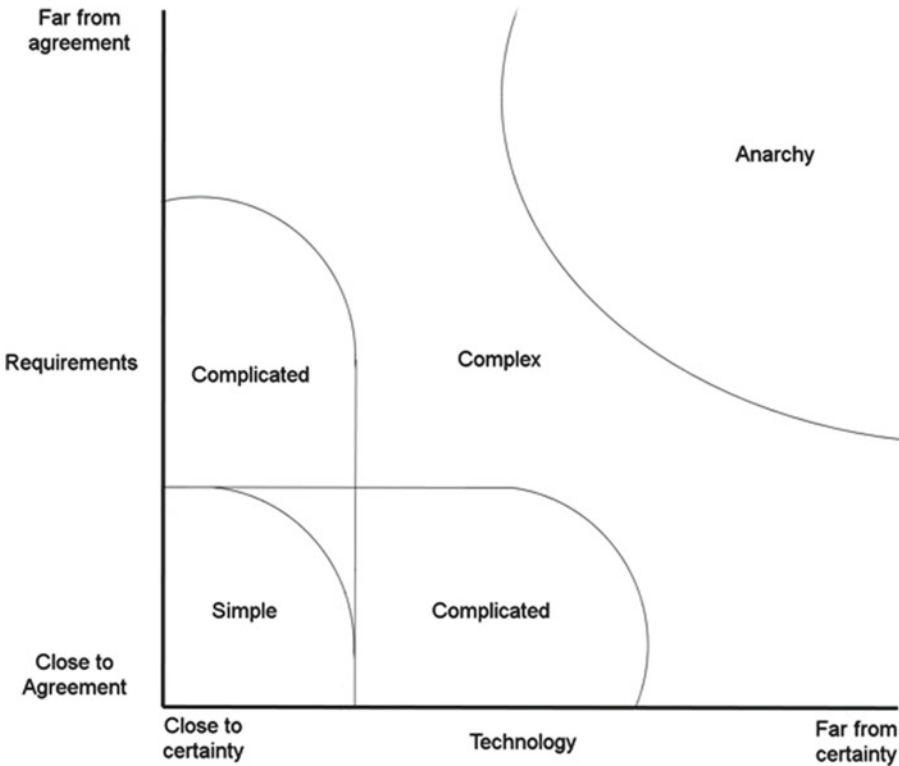 Far from
agreement
Anarchy
Requirements
Complex
Complicated
Simple
Complicated
Close to
Agreement
Close to
certainty
Technology
Far from
certainty